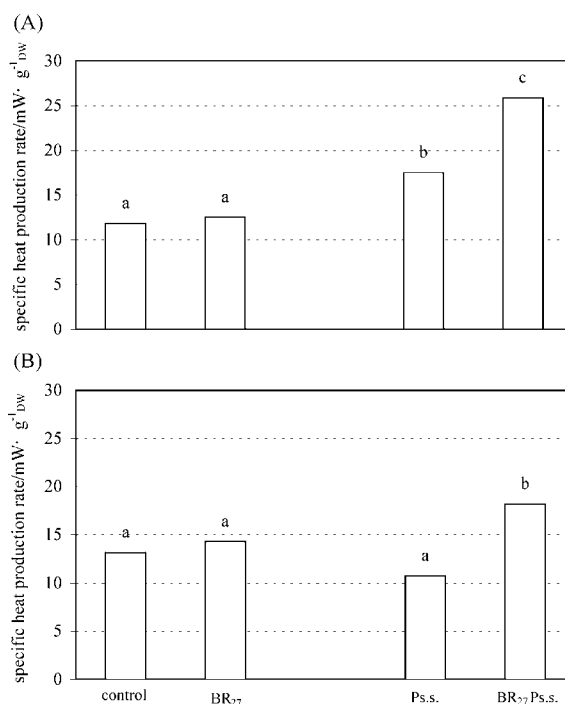 (A)
specific heat production rate/mW· g⁻¹DW
30
25
20
15
10
5
0
a
a
b
c
(B)
specific heat production rate/mW· g⁻¹DW
30
25
20
15
10
5
0
a
a
a
b
control
BR₂₇
Ps.s.
BR₂₇Ps.s.